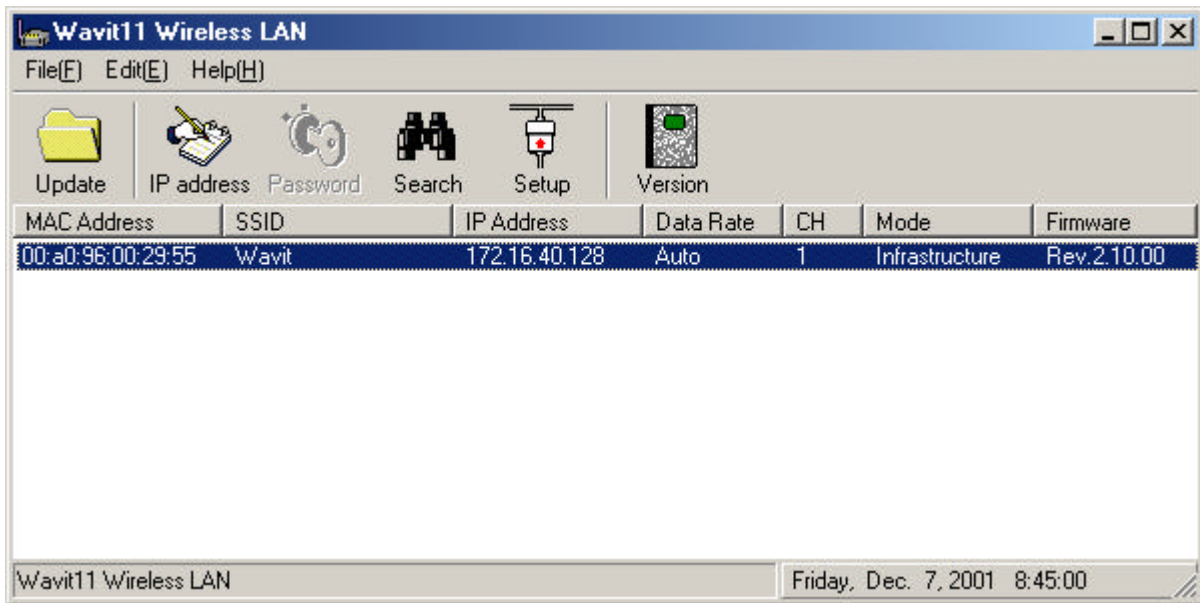 Wavit11 Wireless LAN
File(F) Edit(E) Help(H)
Update IP address Password Search Setup Version
MAC Address SSID IP Address Data Rate CH Mode Firmware
00:a0:96:00:29:55 Wavit 172.16.40.128 Auto 1 Infrastructure Rev.2.10.00
Wavit11 Wireless LAN Friday, Dec. 7, 2001 8:45:00